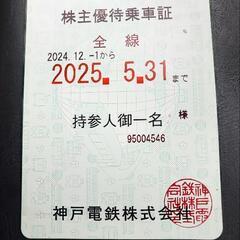 株主優待乗車証
全線
2024.12.-1から
2025.5.31まで
持参人御一名 様
95004546
神戸電鉄株式会社